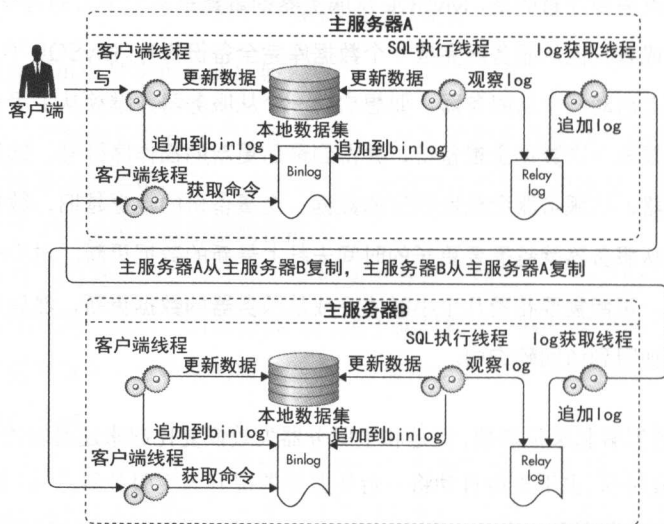 主服务器A
客户端线程
SQL执行线程
log获取线程
写
更新数据
更新数据
观察log
客户端
本地数据集
追加log
追加到binlog
追加到binlog
Binlog
Relay
log
客户端线程
获取命令
主服务器A从主服务器B复制，主服务器B从主服务器A复制
主服务器B
客户端线程
SQL执行线程
log获取线程
更新数据
更新数据
观察log
本地数据集
追加log
追加到binlog
追加到binlog
Binlog
Relay
log
客户端线程
获取命令